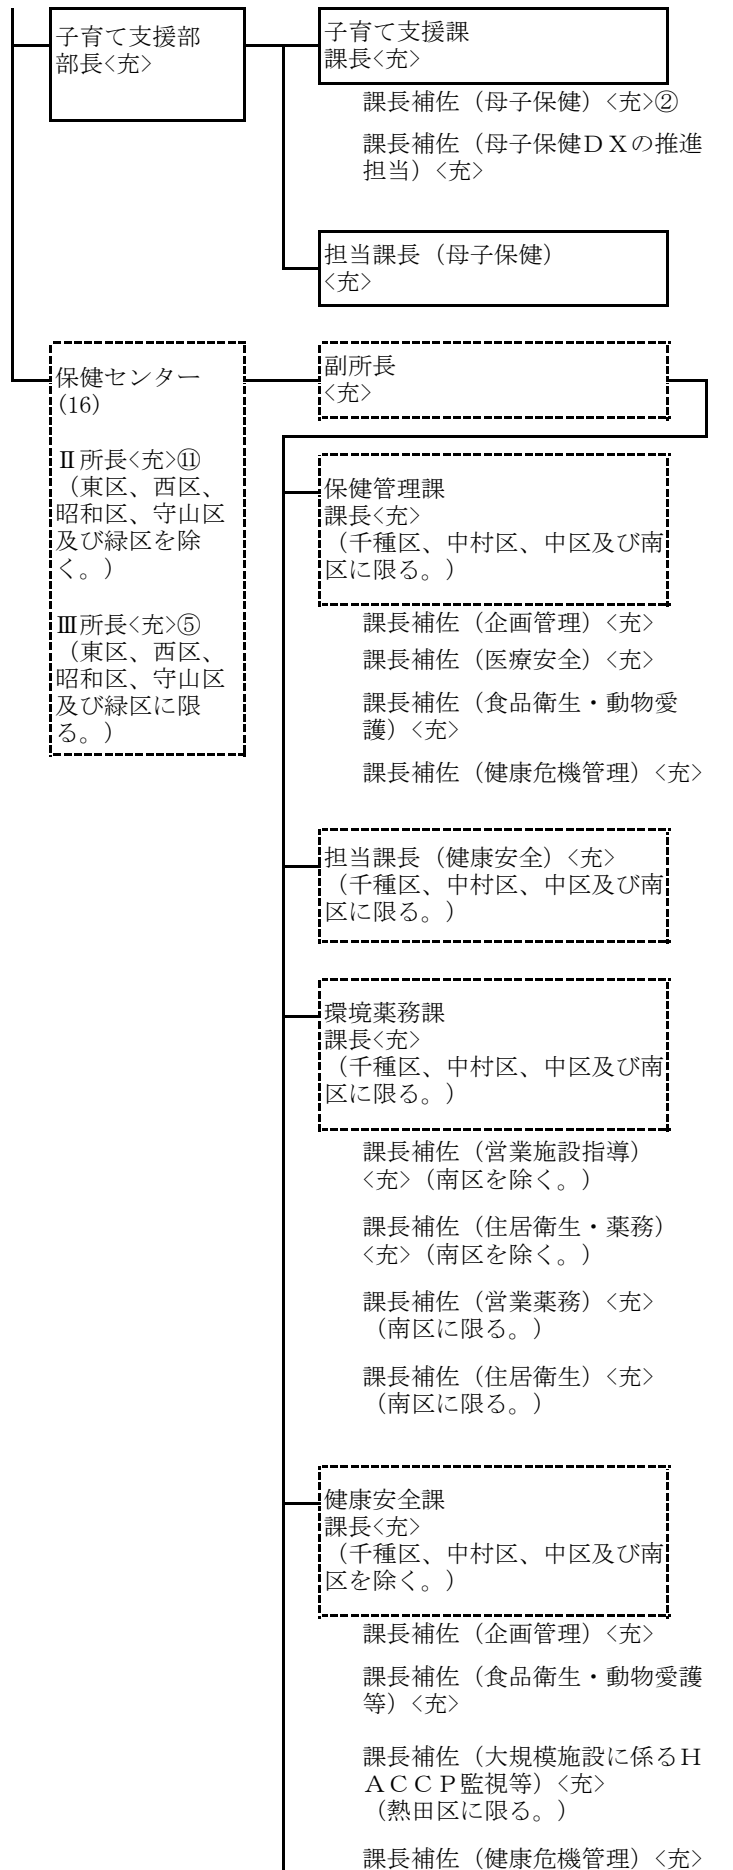 子育て支援部
部長<充>
子育て支援課
課長<充>
課長補佐（母子保健）<充>②
課長補佐（母子保健ＤＸの推進
担当）<充>
担当課長（母子保健）
<充>
保健センター
(16)
Ⅱ所長<充>⑪
（東区、西区、
昭和区、守山区
及び緑区を除
く。）
Ⅲ所長<充>⑤
（東区、西区、
昭和区、守山区
及び緑区に限
る。）
副所長
<充>
保健管理課
課長<充>
（千種区、中村区、中区及び南
区に限る。）
課長補佐（企画管理）<充>
課長補佐（医療安全）<充>
課長補佐（食品衛生・動物愛
護）<充>
課長補佐（健康危機管理）<充>
担当課長（健康安全）<充>
（千種区、中村区、中区及び南
区に限る。）
環境薬務課
課長<充>
（千種区、中村区、中区及び南
区に限る。）
課長補佐（営業施設指導）
<充>（南区を除く。）
課長補佐（住居衛生・薬務）
<充>（南区を除く。）
課長補佐（営業薬務）<充>
（南区に限る。）
課長補佐（住居衛生）<充>
（南区に限る。）
健康安全課
課長<充>
（千種区、中村区、中区及び南
区を除く。）
課長補佐（企画管理）<充>
課長補佐（食品衛生・動物愛護
等）<充>
課長補佐（大規模施設に係るＨ
ＡＣＣＰ監視等）<充>
（熱田区に限る。）
課長補佐（健康危機管理）<充>